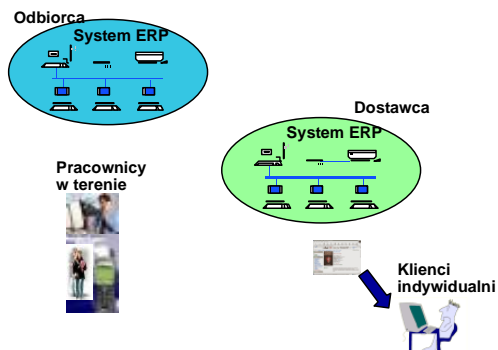 Odbiorca
System ERP
Dostawca
System ERP
Pracownicy
w terenie
Klienci
indywidualni